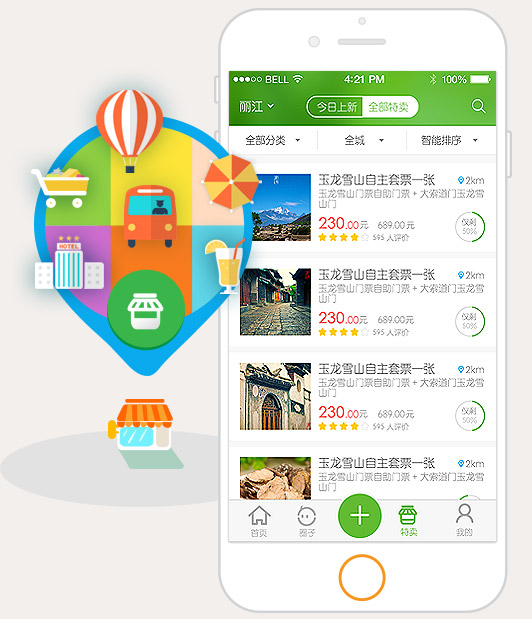 BELL 4:21 PM 100%
丽江 今日上新 全部特卖
全部分类 全城 智能排序
玉龙雪山自主套票一张 2km
玉龙雪山门票自助门票 + 大索道门玉龙雪
山门
230.00元 689.00元
595 人评价
仅剩
50%
玉龙雪山自主套票一张 2km
玉龙雪山门票自助门票 + 大索道门玉龙雪
山门
230.00元 689.00元
595 人评价
仅剩
50%
玉龙雪山自主套票一张 2km
玉龙雪山门票自助门票 + 大索道门玉龙雪
山门
230.00元 689.00元
595 人评价
仅剩
50%
玉龙雪山自主套票一张 2km
玉龙雪山门票自助门票 + 大索道门玉龙雪
山门
首页 圈子 特卖 我的
HOTEL